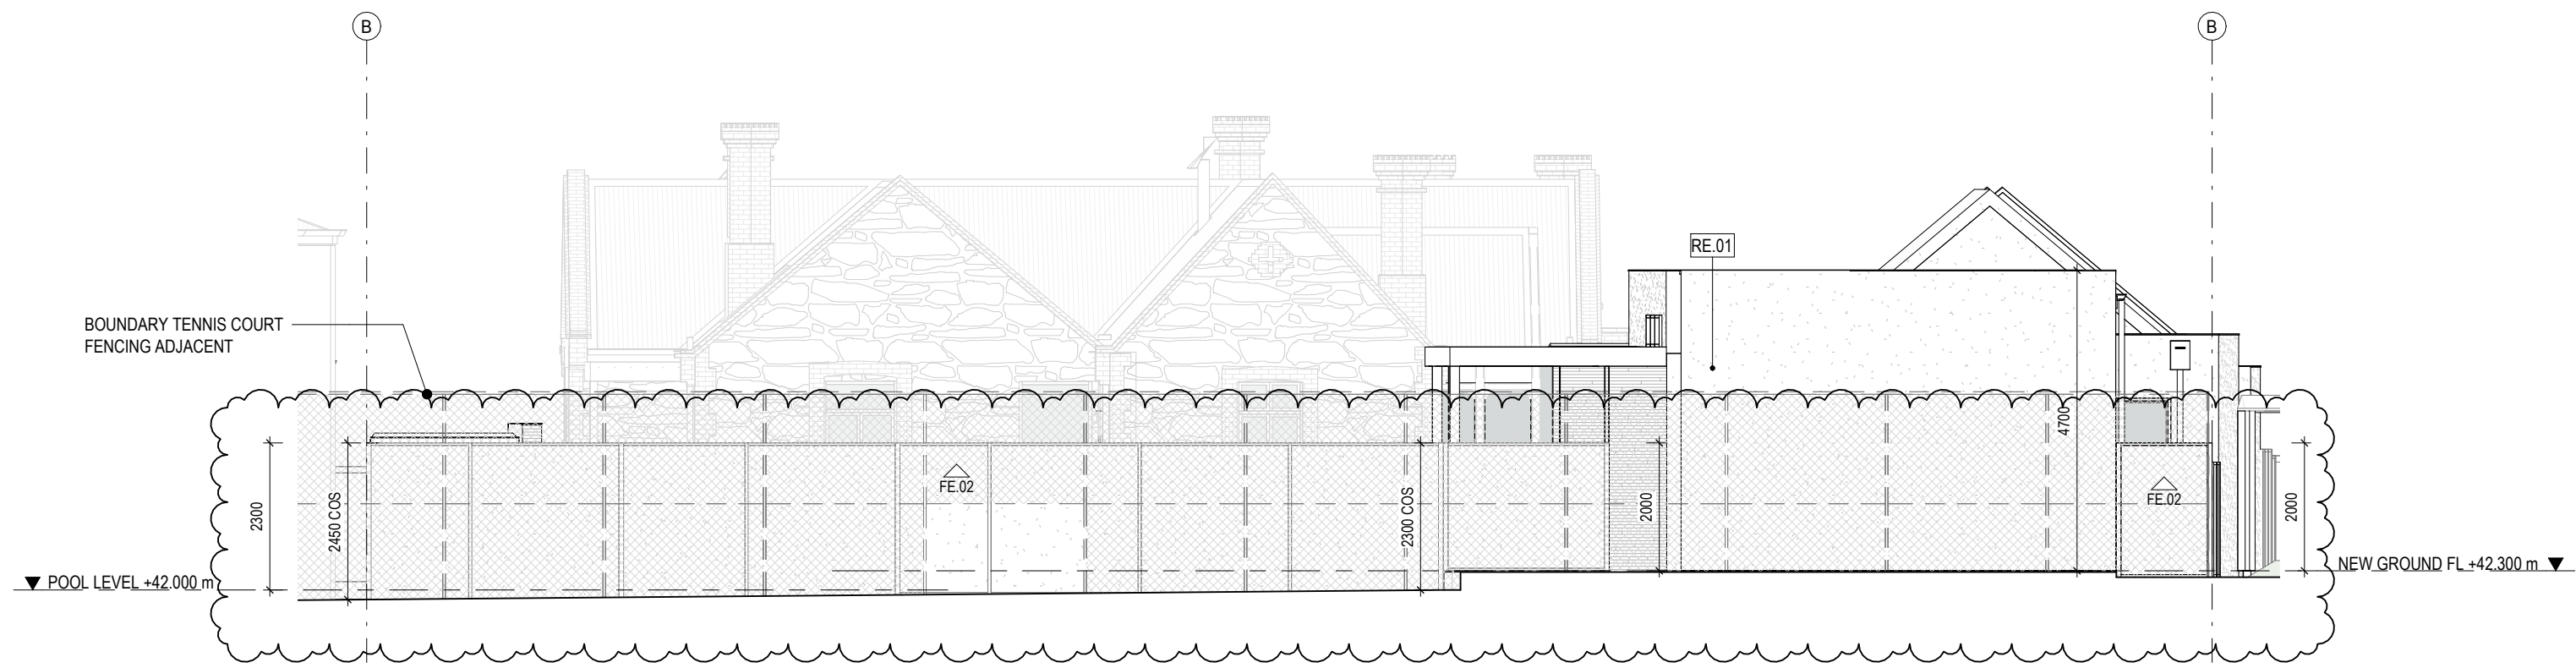 B
B
RE.01
BOUNDARY TENNIS COURT
FENCING ADJACENT
4700
2300
2450 COS
FE.02
2300 COS
2000
FE.02
2000
POOL LEVEL +42.000 m
NEW GROUND FL +42.300 m